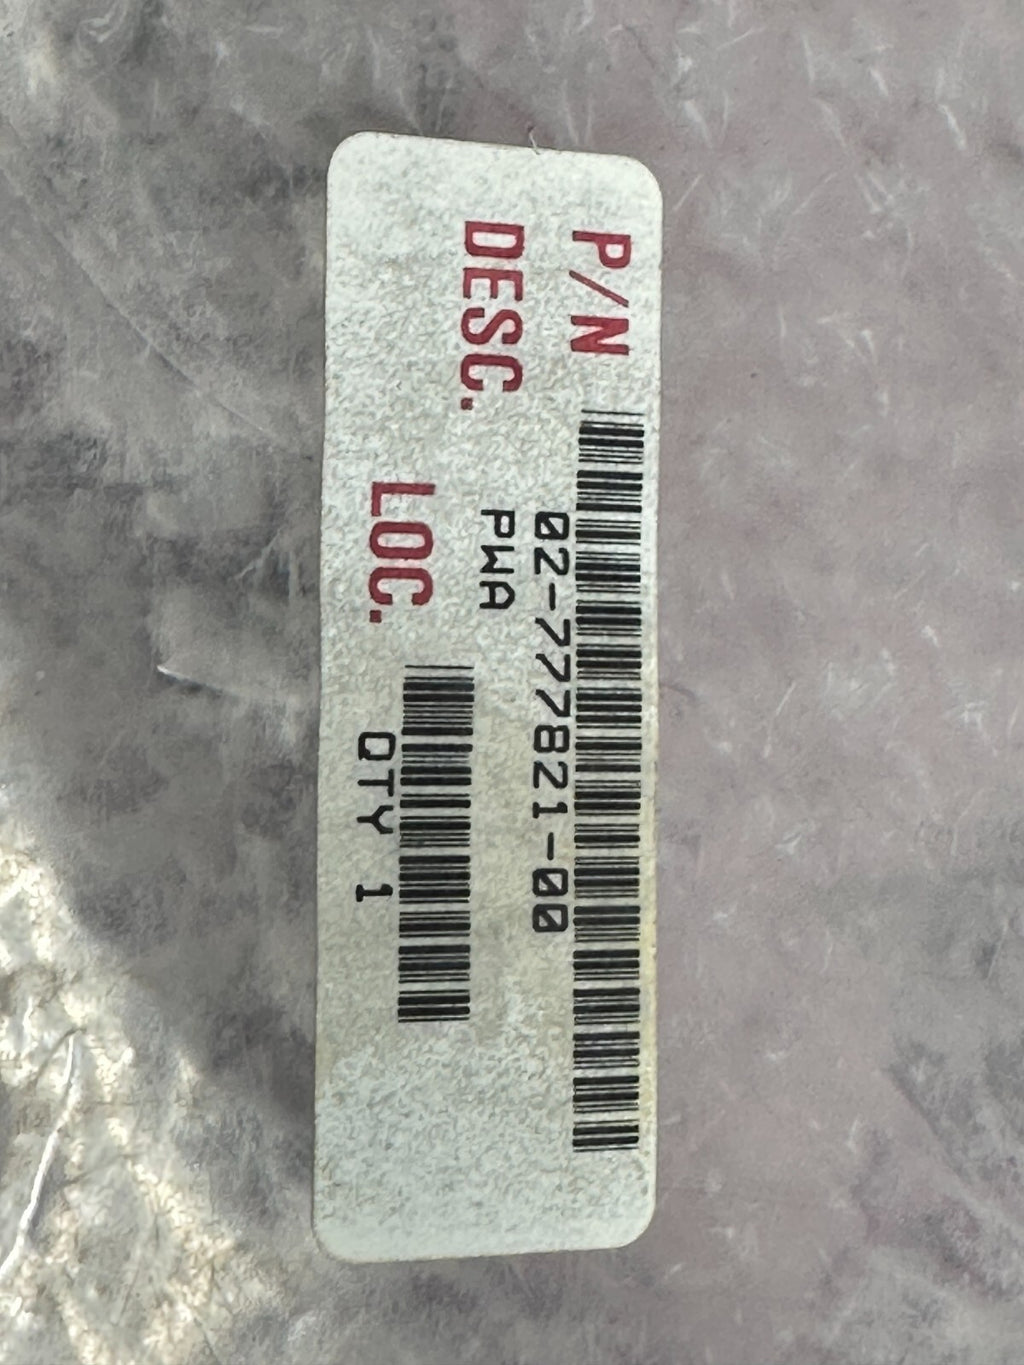 P/N
02-777821-00
DESC. PWA
LOC.
QTY 1